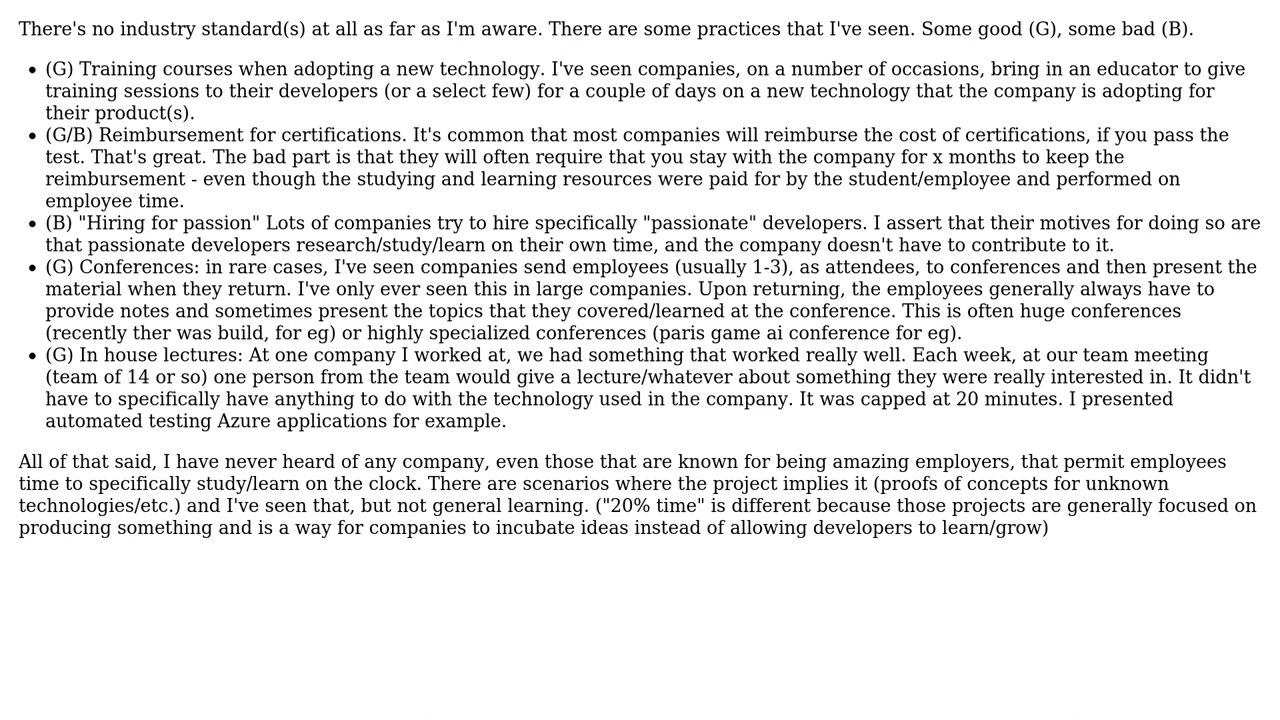 There's no industry standard(s) at all as far as I'm aware. There are some practices that I've seen. Some good (G), some bad (B).
• (G) Training courses when adopting a new technology. I've seen companies, on a number of occasions, bring in an educator to give
training sessions to their developers (or a select few) for a couple of days on a new technology that the company is adopting for
their product(s).
• (G/B) Reimbursement for certifications. It's common that most companies will reimburse the cost of certifications, if you pass the
test. That's great. The bad part is that they will often require that you stay with the company for x months to keep the
reimbursement - even though the studying and learning resources were paid for by the student/employee and performed on
employee time.
• (B) "Hiring for passion" Lots of companies try to hire specifically "passionate" developers. I assert that their motives for doing so are
that passionate developers research/study/learn on their own time, and the company doesn't have to contribute to it.
• (G) Conferences: in rare cases, I've seen companies send employees (usually 1-3), as attendees, to conferences and then present the
material when they return. I've only ever seen this in large companies. Upon returning, the employees generally always have to
provide notes and sometimes present the topics that they covered/learned at the conference. This is often huge conferences
(recently ther was build, for eg) or highly specialized conferences (paris game ai conference for eg).
• (G) In house lectures: At one company I worked at, we had something that worked really well. Each week, at our team meeting
(team of 14 or so) one person from the team would give a lecture/whatever about something they were really interested in. It didn't
have to specifically have anything to do with the technology used in the company. It was capped at 20 minutes. I presented
automated testing Azure applications for example.
All of that said, I have never heard of any company, even those that are known for being amazing employers, that permit employees
time to specifically study/learn on the clock. There are scenarios where the project implies it (proofs of concepts for unknown
technologies/etc.) and I've seen that, but not general learning. ("20% time" is different because those projects are generally focused on
producing something and is a way for companies to incubate ideas instead of allowing developers to learn/grow)